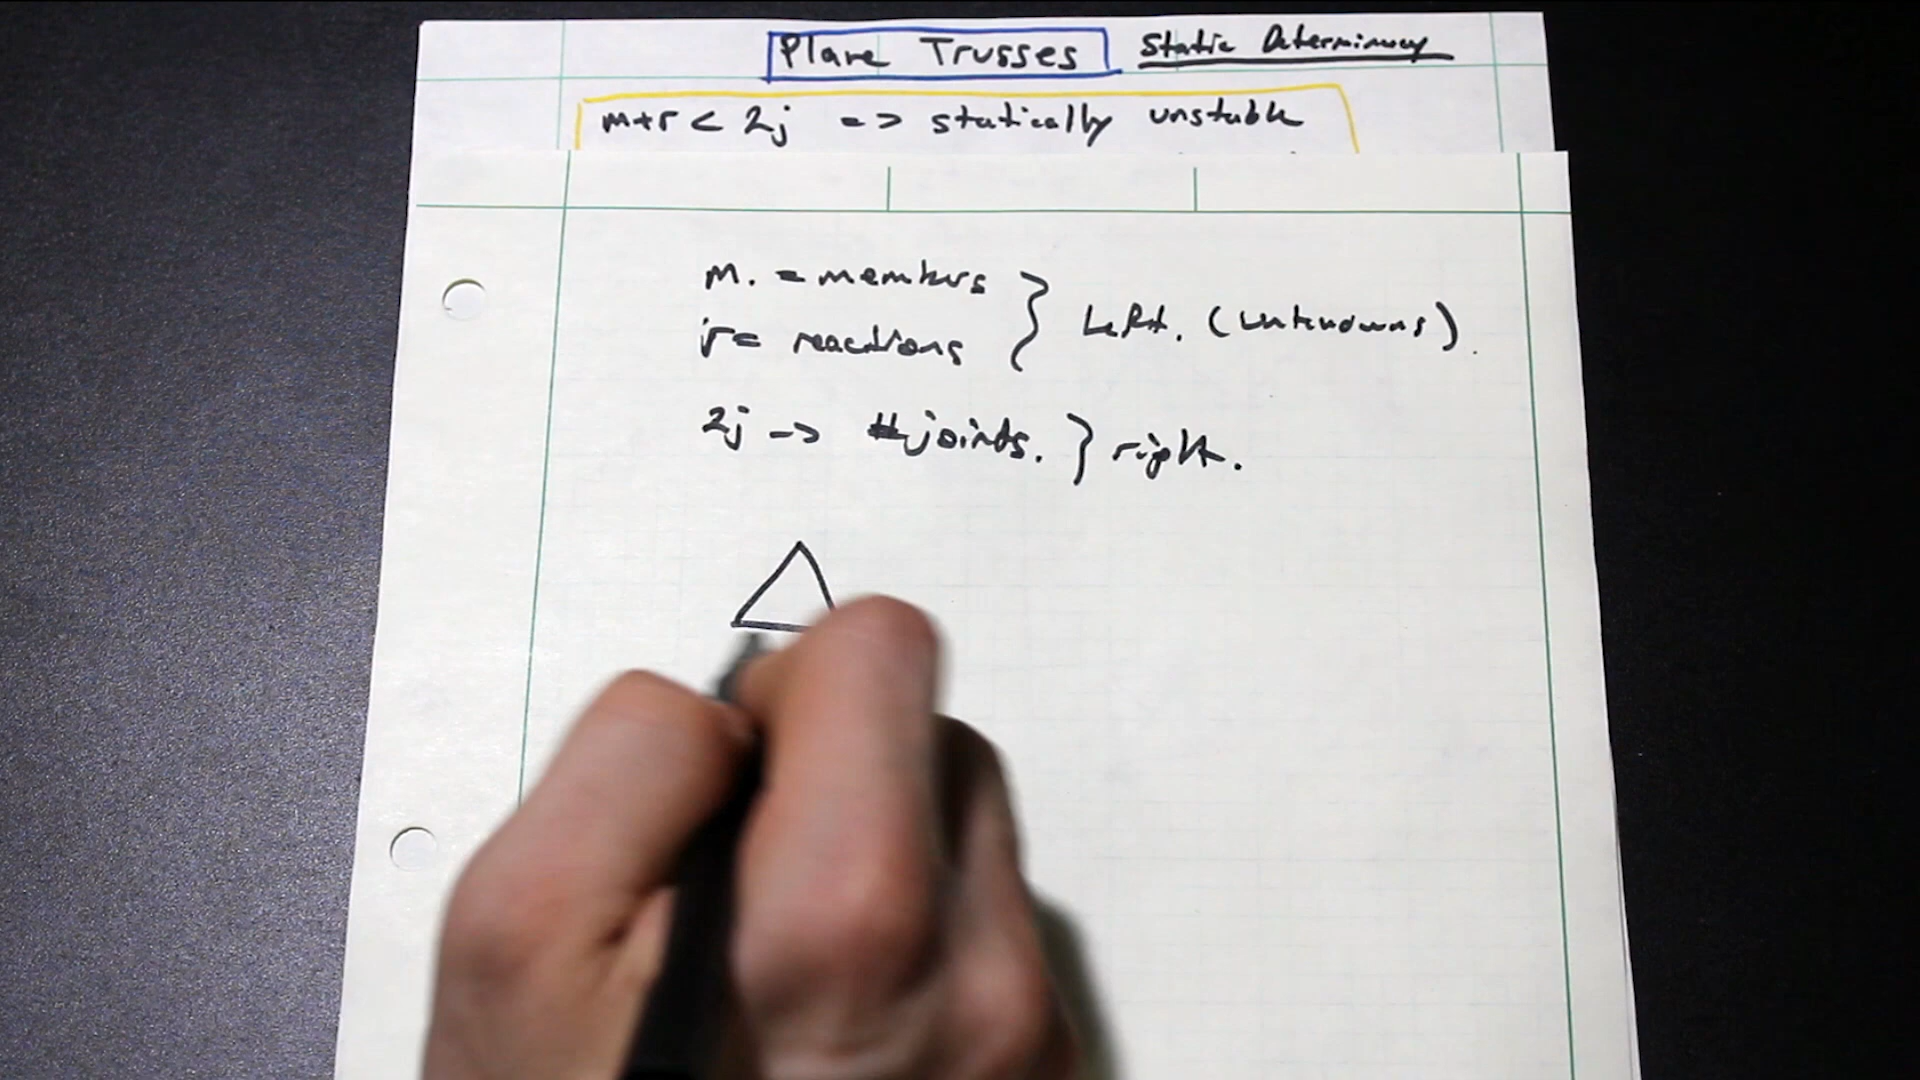 Plane Trusses Static Determinacy
m+r < 2j => statically unstable
m. = members
r = reactions } Left. (unknowns).
2j -> # joints. } right.